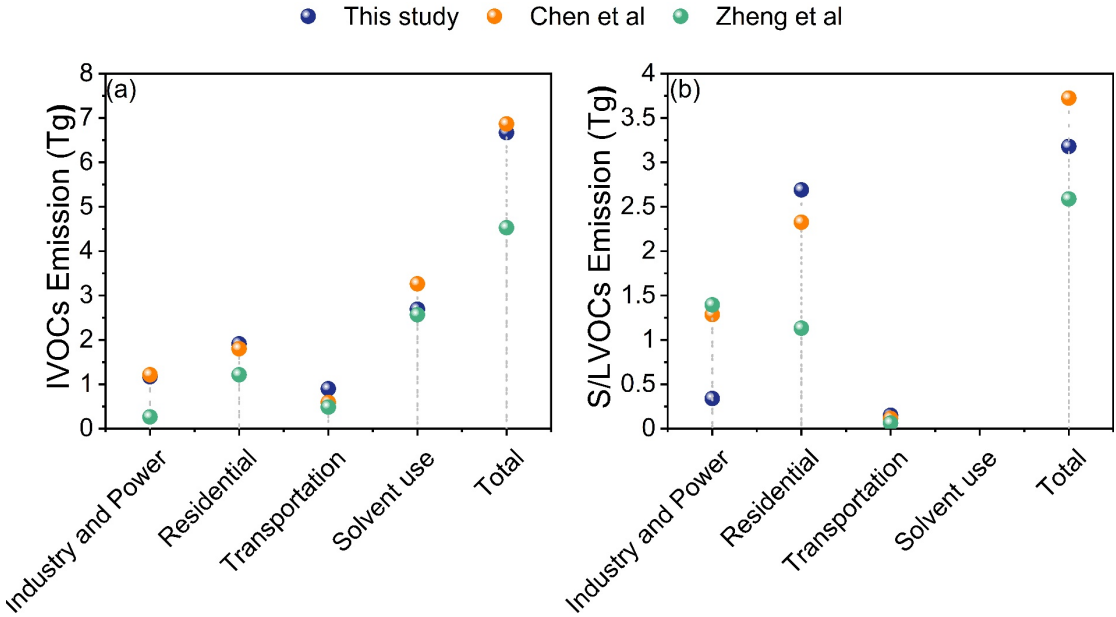 This study Chen et al Zheng et al
(a)
IVOCs Emission (Tg)
8
7
6
5
4
3
2
1
0
Industry and Power
Residential
Transportation
Solvent use
Total
(b)
S/LVOCs Emission (Tg)
4
3.5
3
2.5
2
1.5
1
0.5
0
Industry and Power
Residential
Transportation
Solvent use
Total